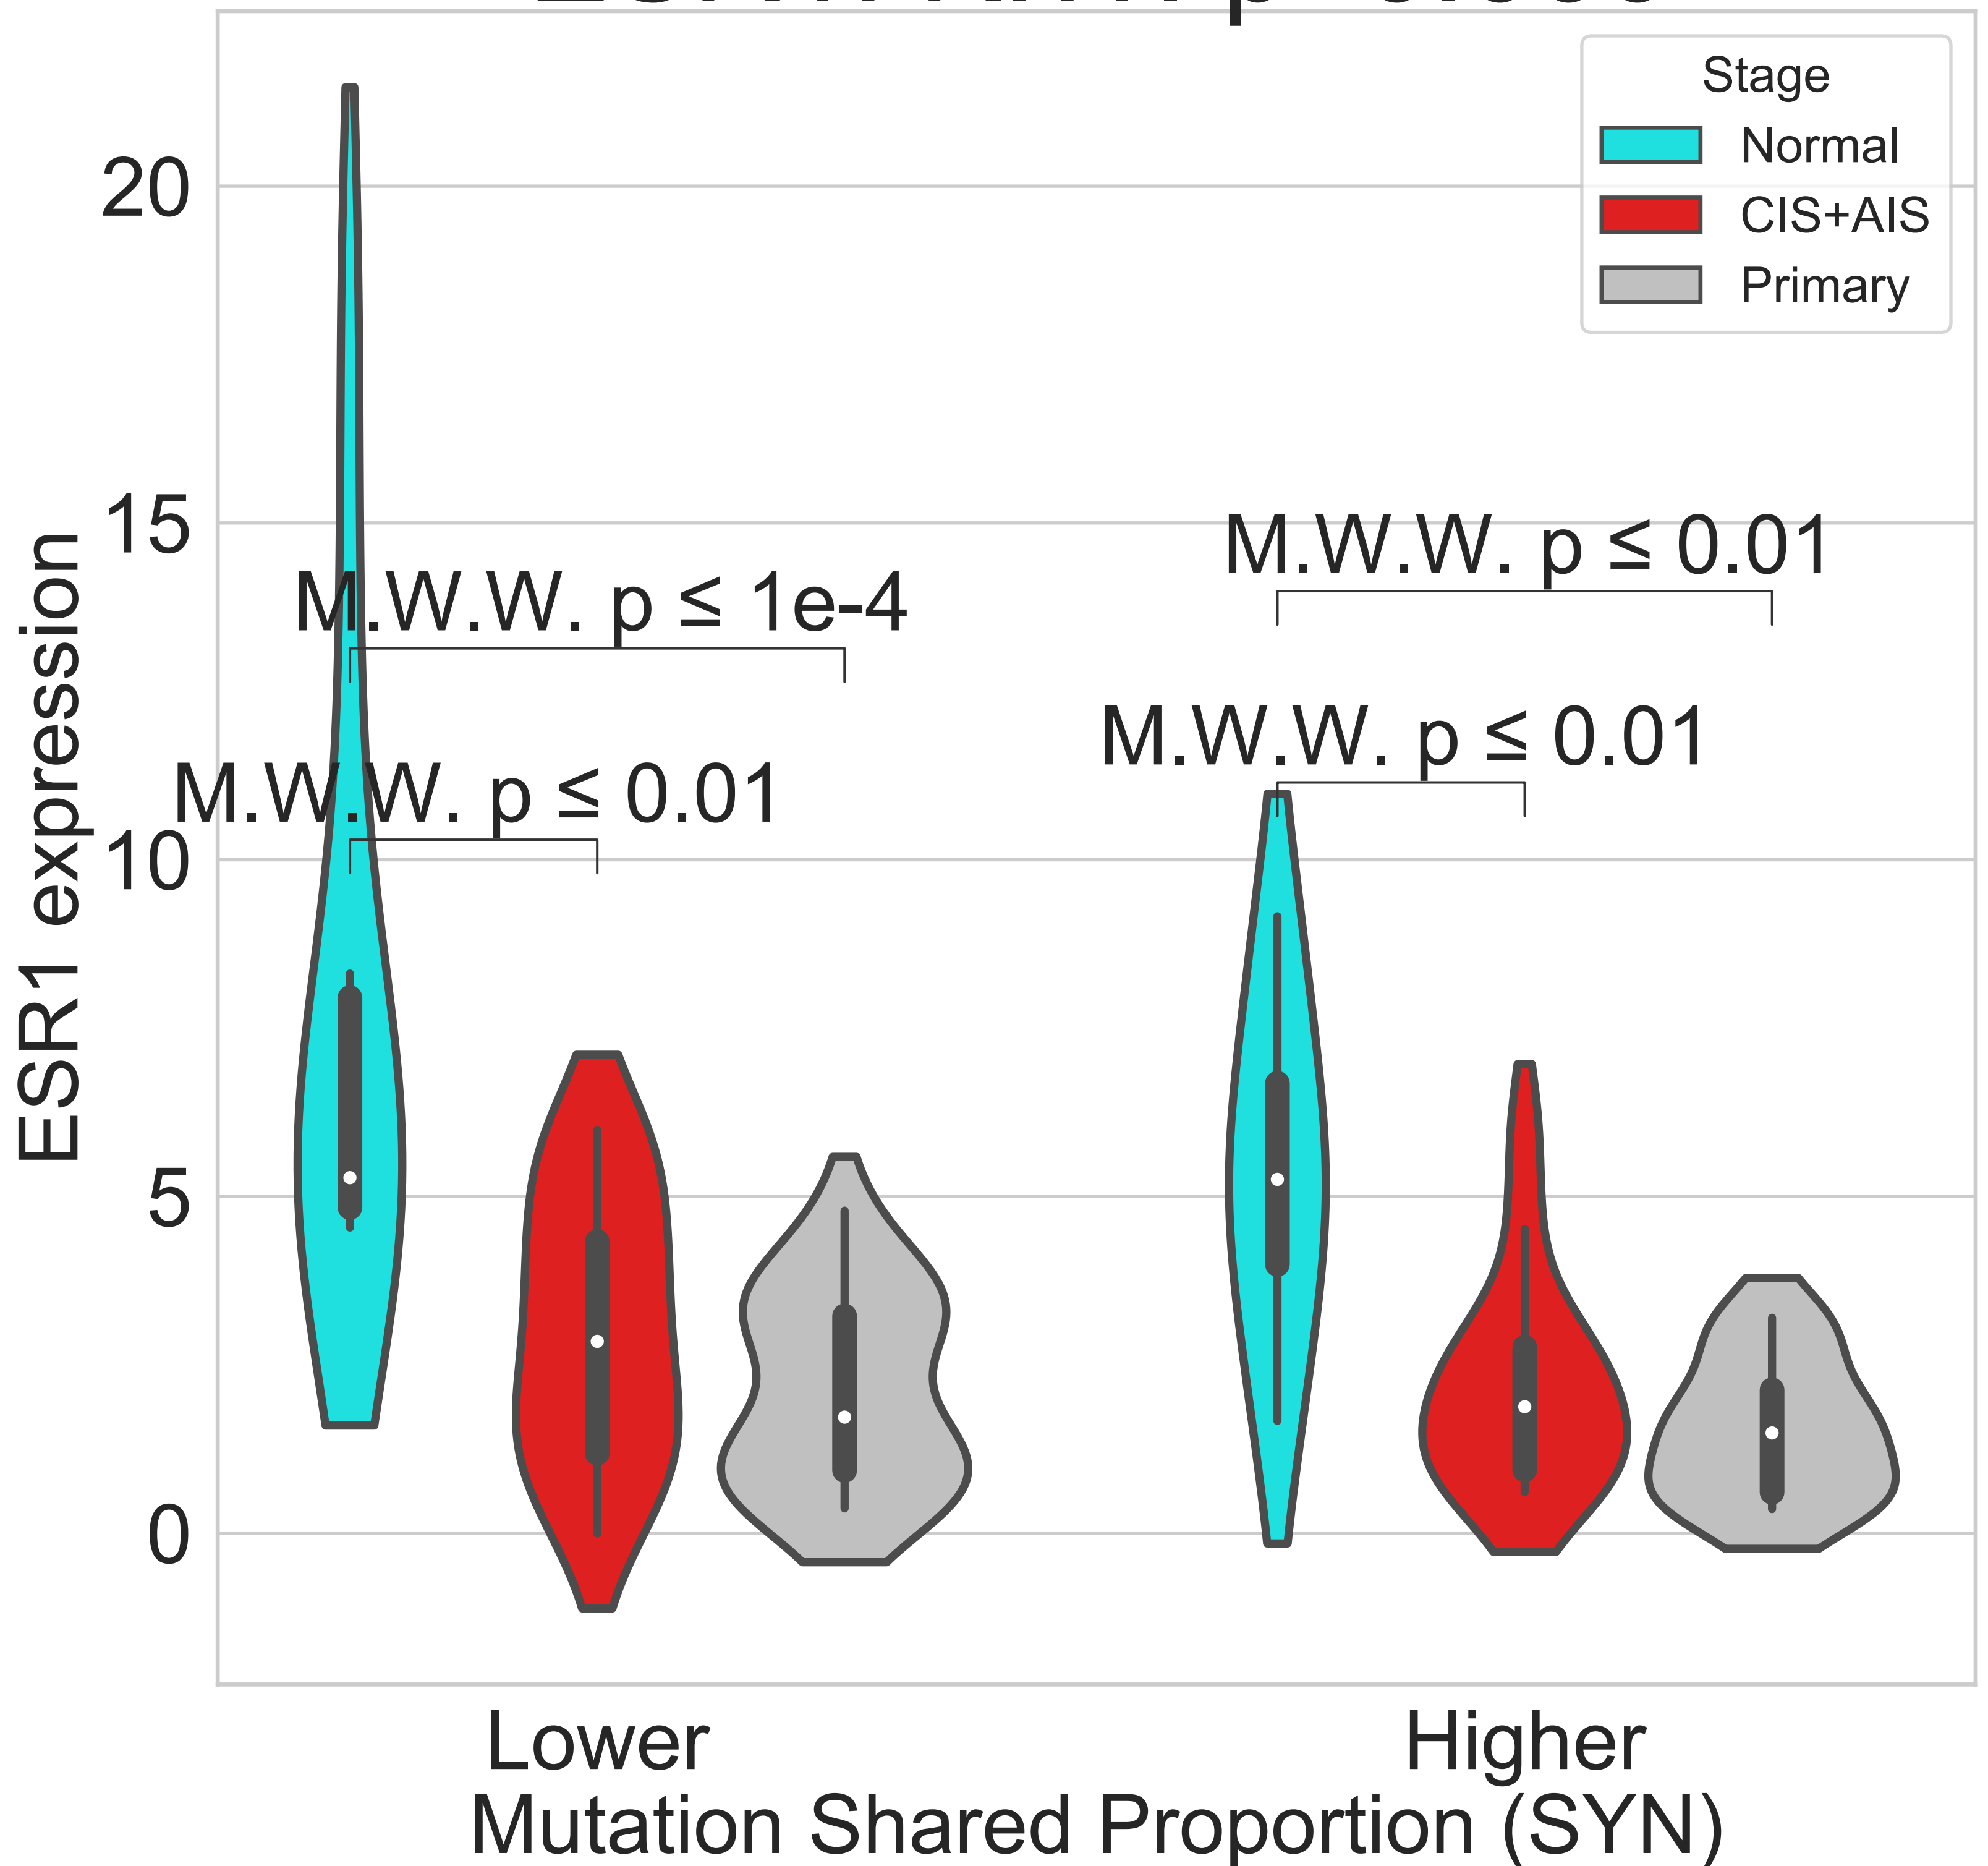 Stage
Normal
CIS+AIS
Primary
20
15
10
5
0
ESR1 expression
M.W.W. p ≤ 0.01
M.W.W. p ≤ 1e-4
M.W.W. p ≤ 0.01
M.W.W. p ≤ 0.01
Lower
Higher
Mutation Shared Proportion (SYN)